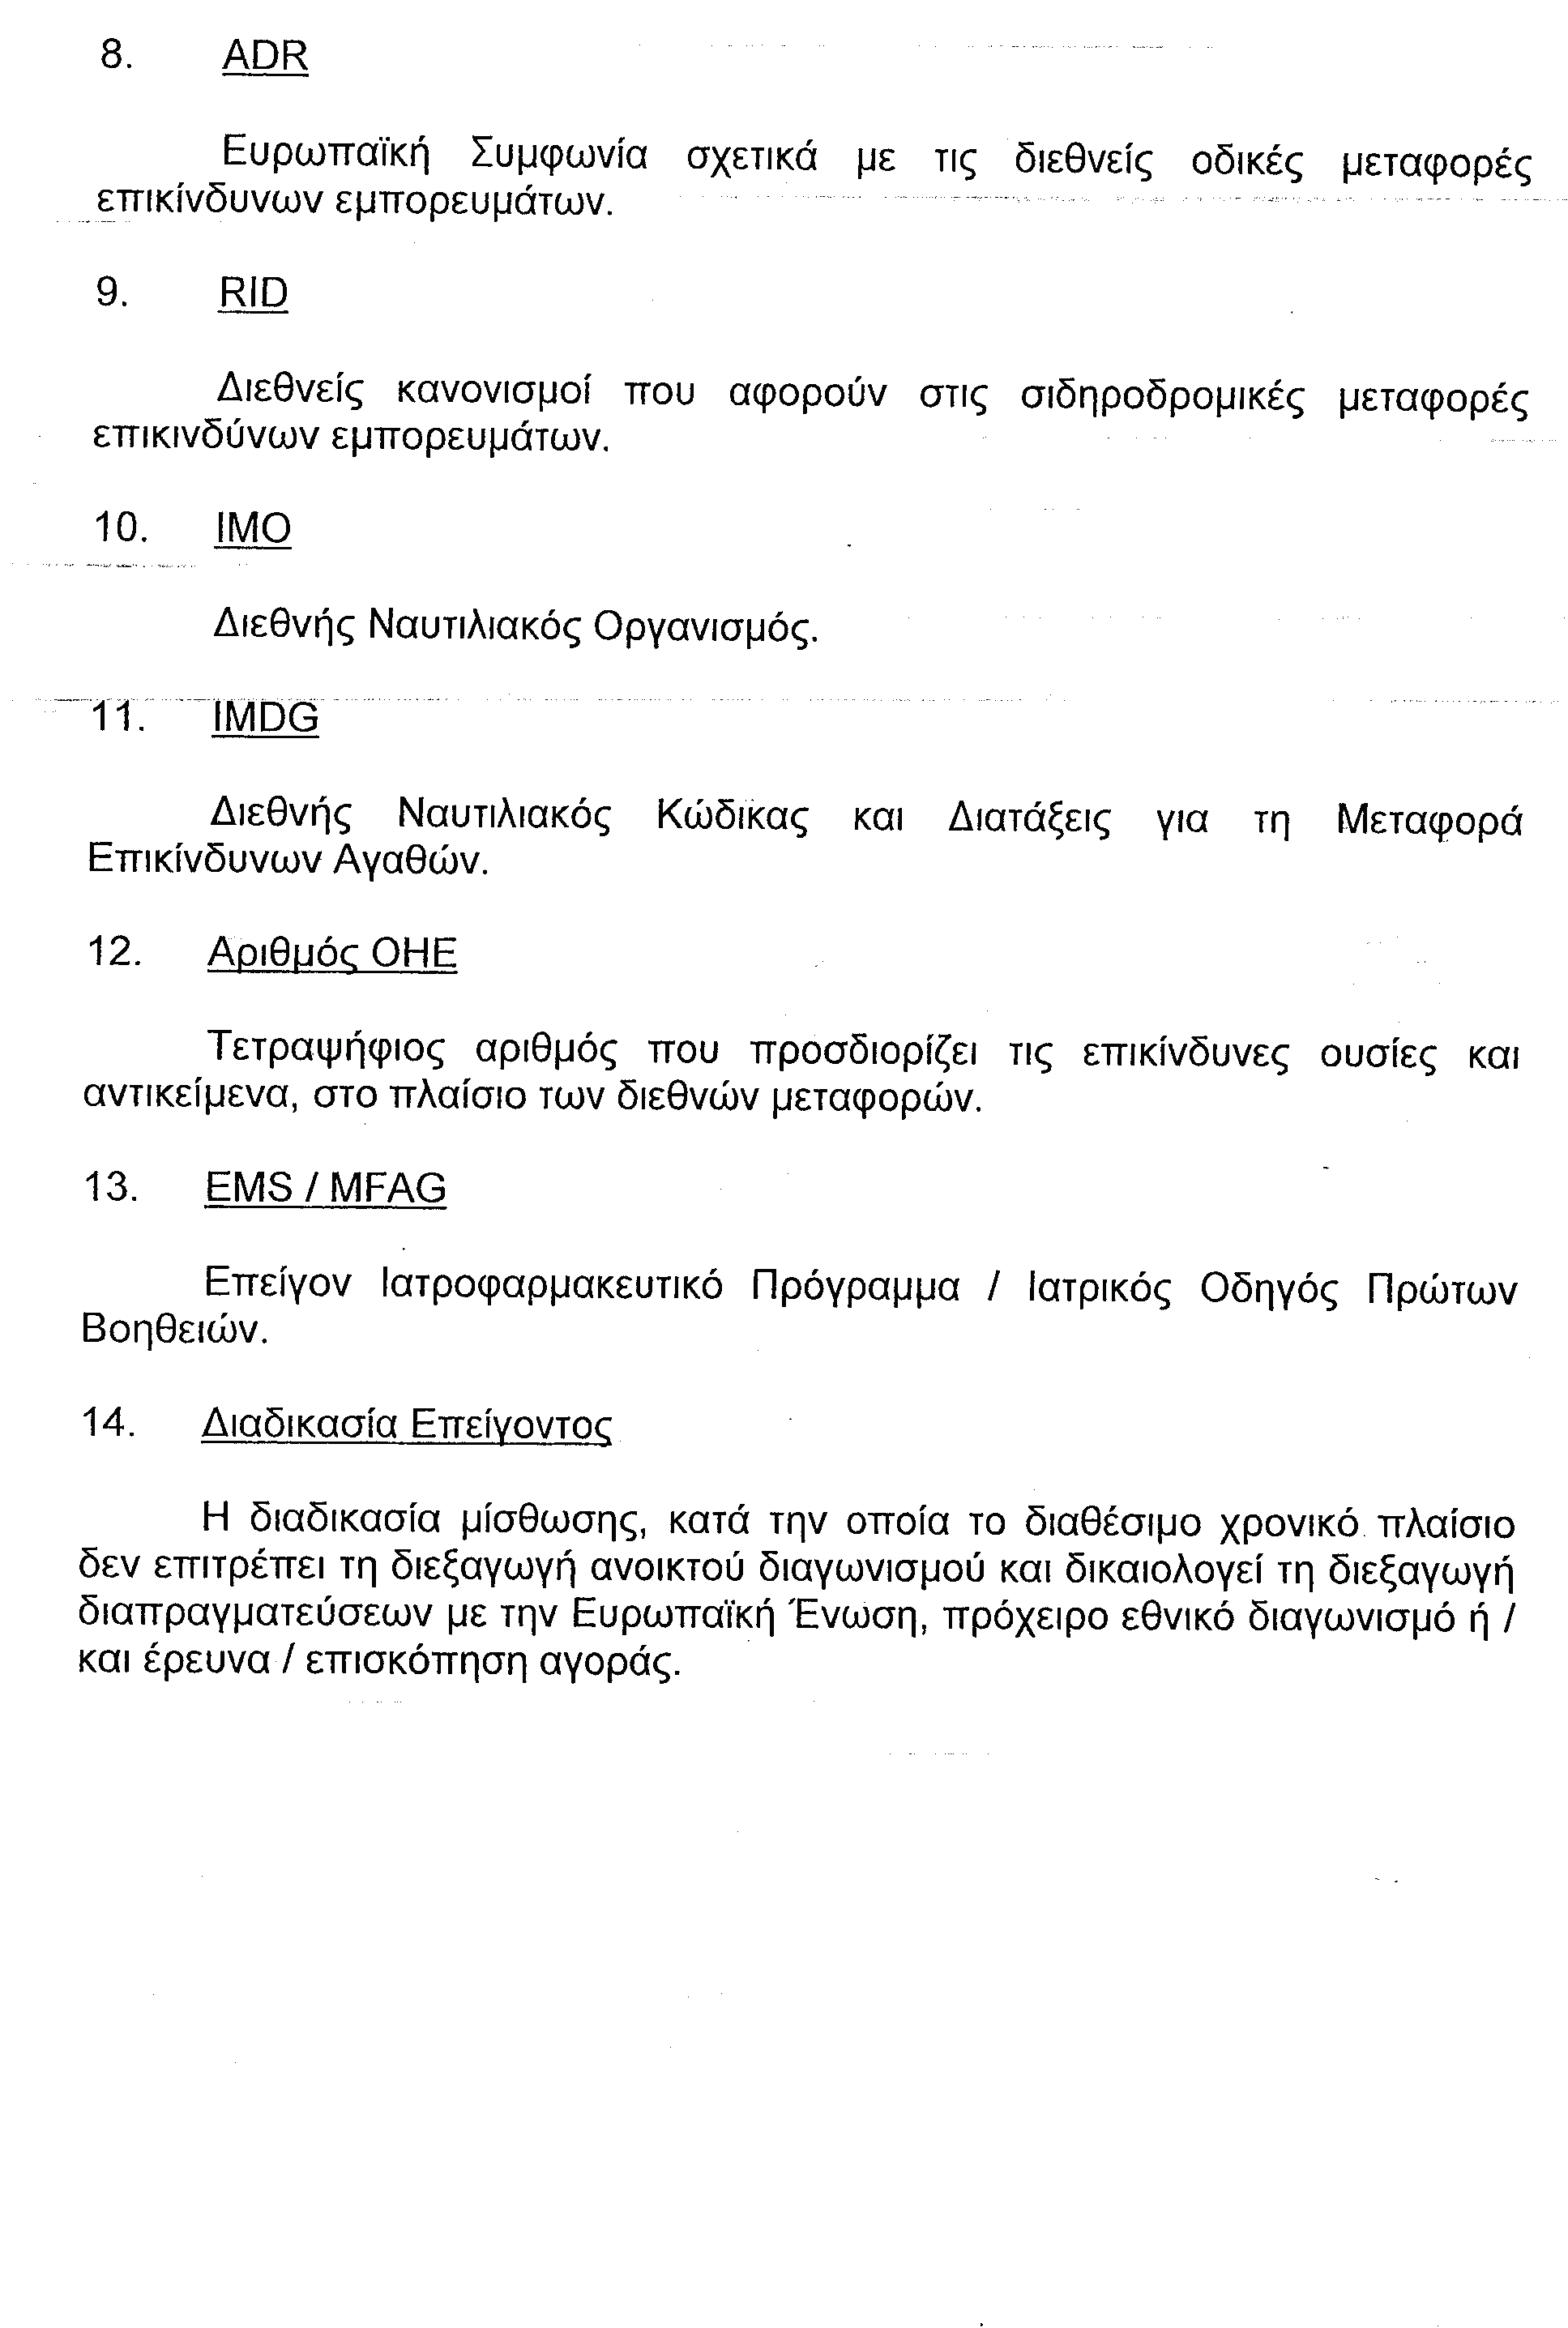 8. ADR
Ευρωπαϊκή Συμφωνία σχετικά με τις διεθνείς οδικές μεταφορές
επικίνδυνων εμπορευμάτων.
9. RID
Διεθνείς κανονισμοί που αφορούν στις σιδηροδρομικές μεταφορές
επικινδύνων εμπορευμάτων.
10. IMO
Διεθνής Ναυτιλιακός Οργανισμός.
11. IMDG
Διεθνής Ναυτιλιακός Κώδικας και Διατάξεις για τη Μεταφορά
Επικίνδυνων Αγαθών.
12. Αριθμός ΟΗΕ
Τετραψήφιος αριθμός που προσδιορίζει τις επικίνδυνες ουσίες και
αντικείμενα, στο πλαίσιο των διεθνών μεταφορών.
13. EMS / MFAG
Επείγον Ιατροφαρμακευτικό Πρόγραμμα / Ιατρικός Οδηγός Πρώτων
Βοηθειών.
14. Διαδικασία Επείγοντος
Η διαδικασία μίσθωσης, κατά την οποία το διαθέσιμο χρονικό πλαίσιο
δεν επιτρέπει τη διεξαγωγή ανοικτού διαγωνισμού και δικαιολογεί τη διεξαγωγή
διαπραγματεύσεων με την Ευρωπαϊκή Ένωση, πρόχειρο εθνικό διαγωνισμό ή /
και έρευνα / επισκόπηση αγοράς.